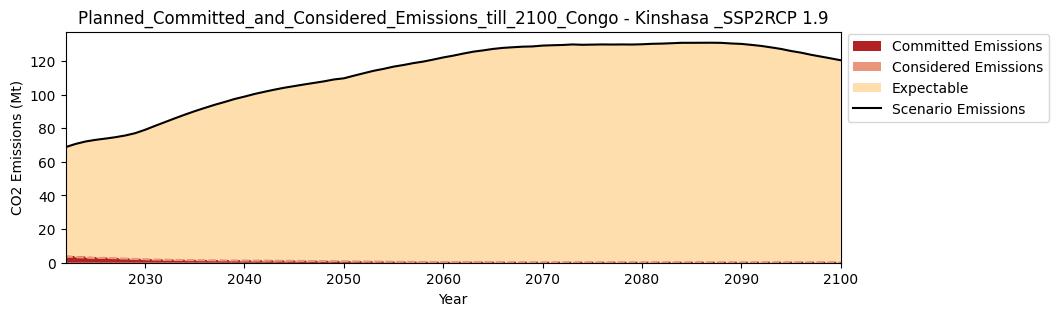 Planned_Committed_and_Considered_Emissions_till_2100_Congo - Kinshasa _SSP2RCP 1.9
Committed Emissions
Considered Emissions
Expectable
Scenario Emissions
CO2 Emissions (Mt)
120
100
80
60
40
20
0
2030
2040
2050
2060
2070
2080
2090
2100
Year